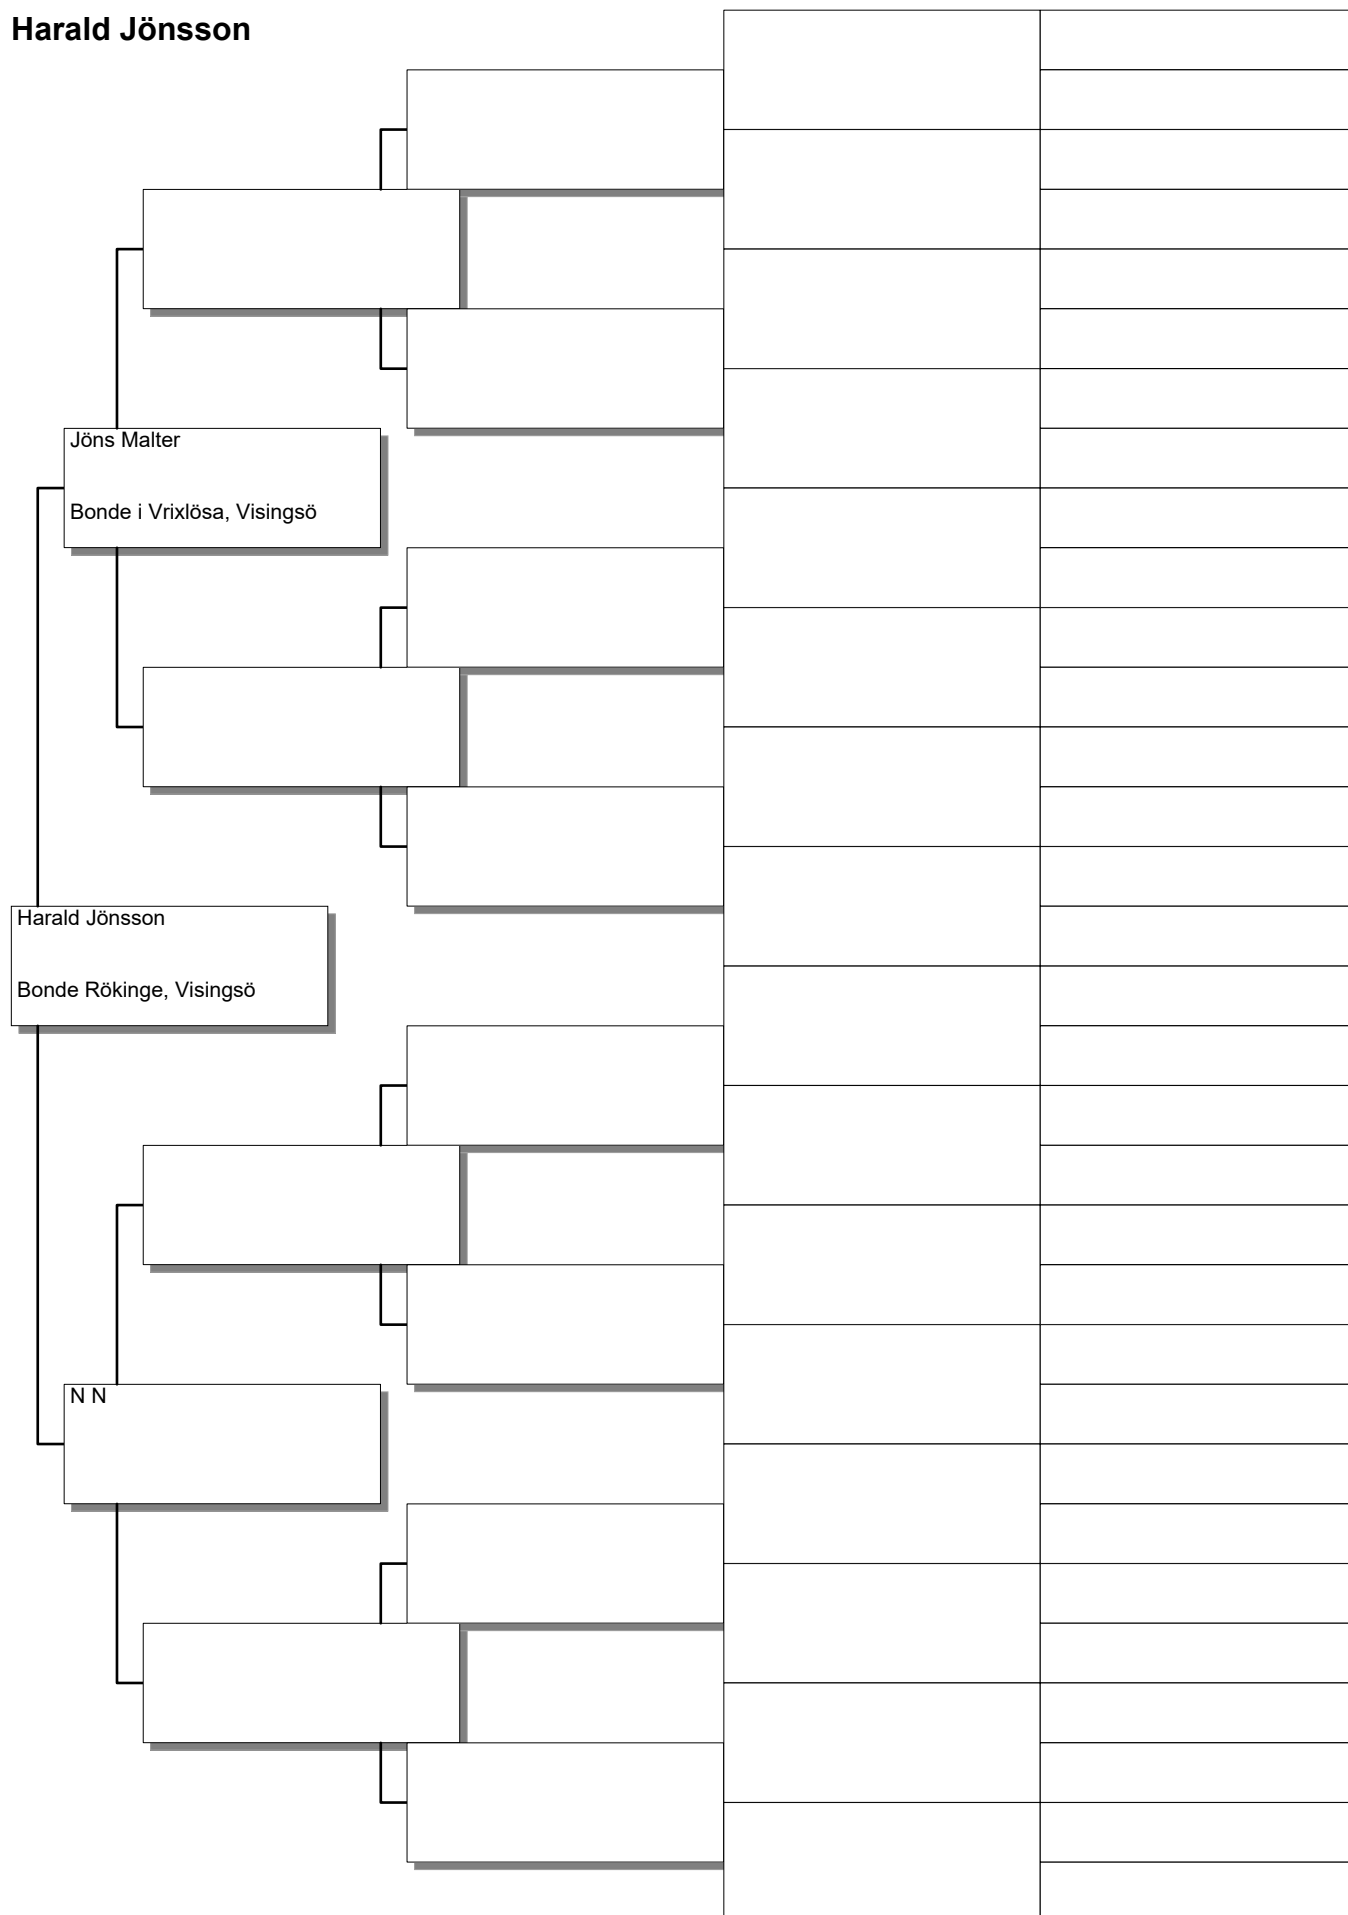 Harald Jönsson
Jöns Malter
Bonde i Vrixlösa, Visingsö
Harald Jönsson
Bonde Rökinge, Visingsö
N N